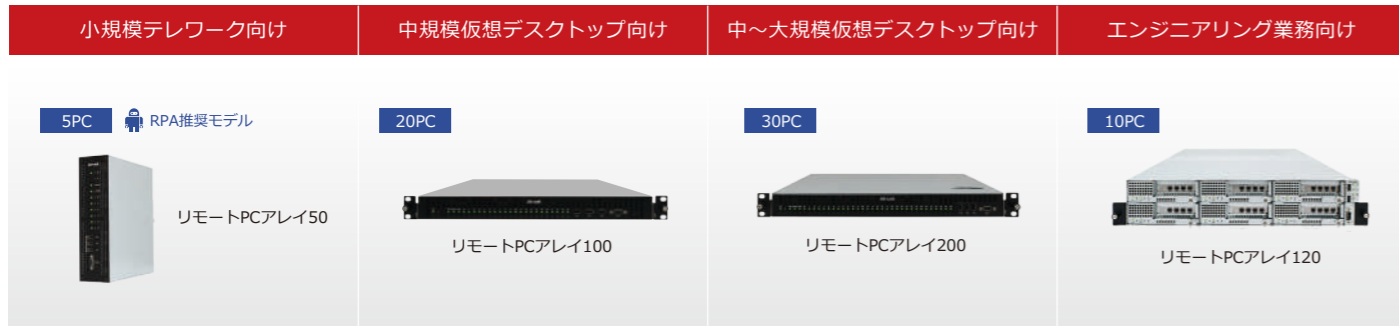 小規模テレワーク向け
中規模仮想デスクトップ向け
中～大規模仮想デスクトップ向け
エンジニアリング業務向け
5PC
RPA推奨モデル
リモートPCアレイ50
20PC
リモートPCアレイ100
30PC
リモートPCアレイ200
10PC
リモートPCアレイ120